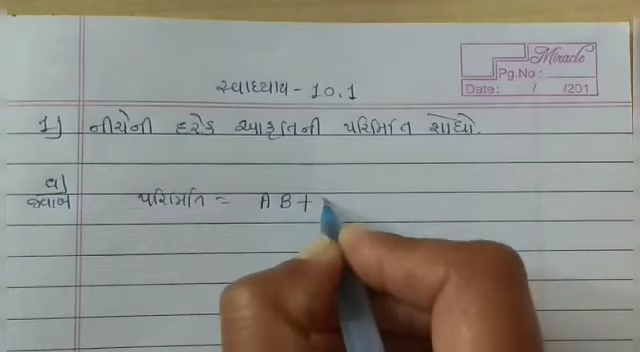 Miracle
Pg.No :
Date: / /201
સ્વાધ્યાય - 10.1
1) નીચેની દરેક આકૃતિની પરિમિતિ શોધો.
a)
જવાબ પરિમિતિ = AB +